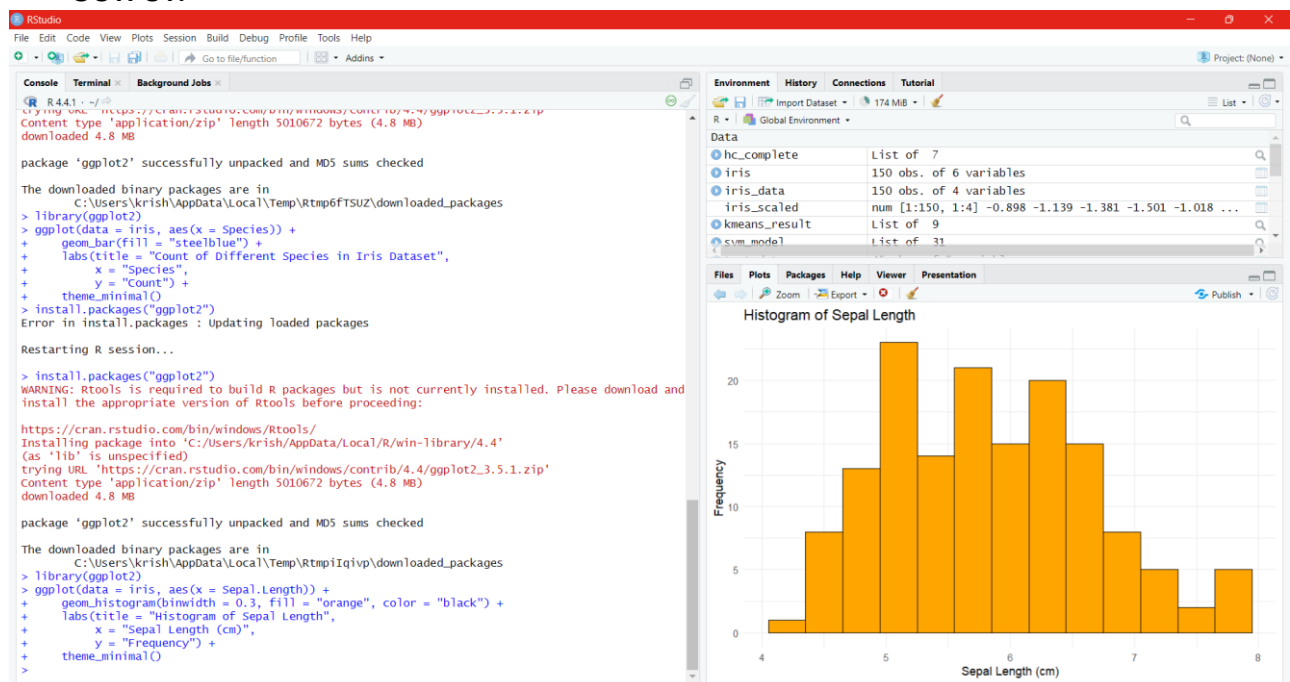 RStudio
File Edit Code View Plots Session Build Debug Profile Tools Help
Go to file/function Addins Project: (None)
Console Terminal Background Jobs
R 4.4.1 · ~/
trying URL 'https://cran.rstudio.com/bin/windows/contrib/4.4/ggplot2_3.5.1.zip'
Content type 'application/zip' length 5010672 bytes (4.8 MB)
downloaded 4.8 MB
package ‘ggplot2’ successfully unpacked and MD5 sums checked
The downloaded binary packages are in
C:\Users\krish\AppData\Local\Temp\Rtmp6fTSUZ\downloaded_packages
> library(ggplot2)
> ggplot(data = iris, aes(x = Species)) +
+ geom_bar(fill = "steelblue") +
+ labs(title = "Count of Different Species in Iris Dataset",
+ x = "Species",
+ y = "Count") +
+ theme_minimal()
> install.packages("ggplot2")
Error in install.packages : Updating loaded packages
Restarting R session...
> install.packages("ggplot2")
WARNING: Rtools is required to build R packages but is not currently installed. Please download and
install the appropriate version of Rtools before proceeding:
https://cran.rstudio.com/bin/windows/Rtools/
Installing package into ‘C:/Users/krish/AppData/Local/R/win-library/4.4’
(as ‘lib’ is unspecified)
trying URL 'https://cran.rstudio.com/bin/windows/contrib/4.4/ggplot2_3.5.1.zip'
Content type 'application/zip' length 5010672 bytes (4.8 MB)
downloaded 4.8 MB
package ‘ggplot2’ successfully unpacked and MD5 sums checked
The downloaded binary packages are in
C:\Users\krish\AppData\Local\Temp\RtmpiIqivp\downloaded_packages
> library(ggplot2)
> ggplot(data = iris, aes(x = Sepal.Length)) +
+ geom_histogram(binwidth = 0.3, fill = "orange", color = "black") +
+ labs(title = "Histogram of Sepal Length",
+ x = "Sepal Length (cm)",
+ y = "Frequency") +
+ theme_minimal()
>
Environment History Connections Tutorial
Import Dataset 174 MiB List
R Global Environment
Data
hc_complete List of 7
iris 150 obs. of 6 variables
iris_data 150 obs. of 4 variables
iris_scaled num [1:150, 1:4] -0.898 -1.139 -1.381 -1.501 -1.018 ...
kmeans_result List of 9
svm_model List of 31
Files Plots Packages Help Viewer Presentation
Zoom Export Publish
Histogram of Sepal Length
20
15
10
5
0
Frequency
4 5 6 7 8
Sepal Length (cm)